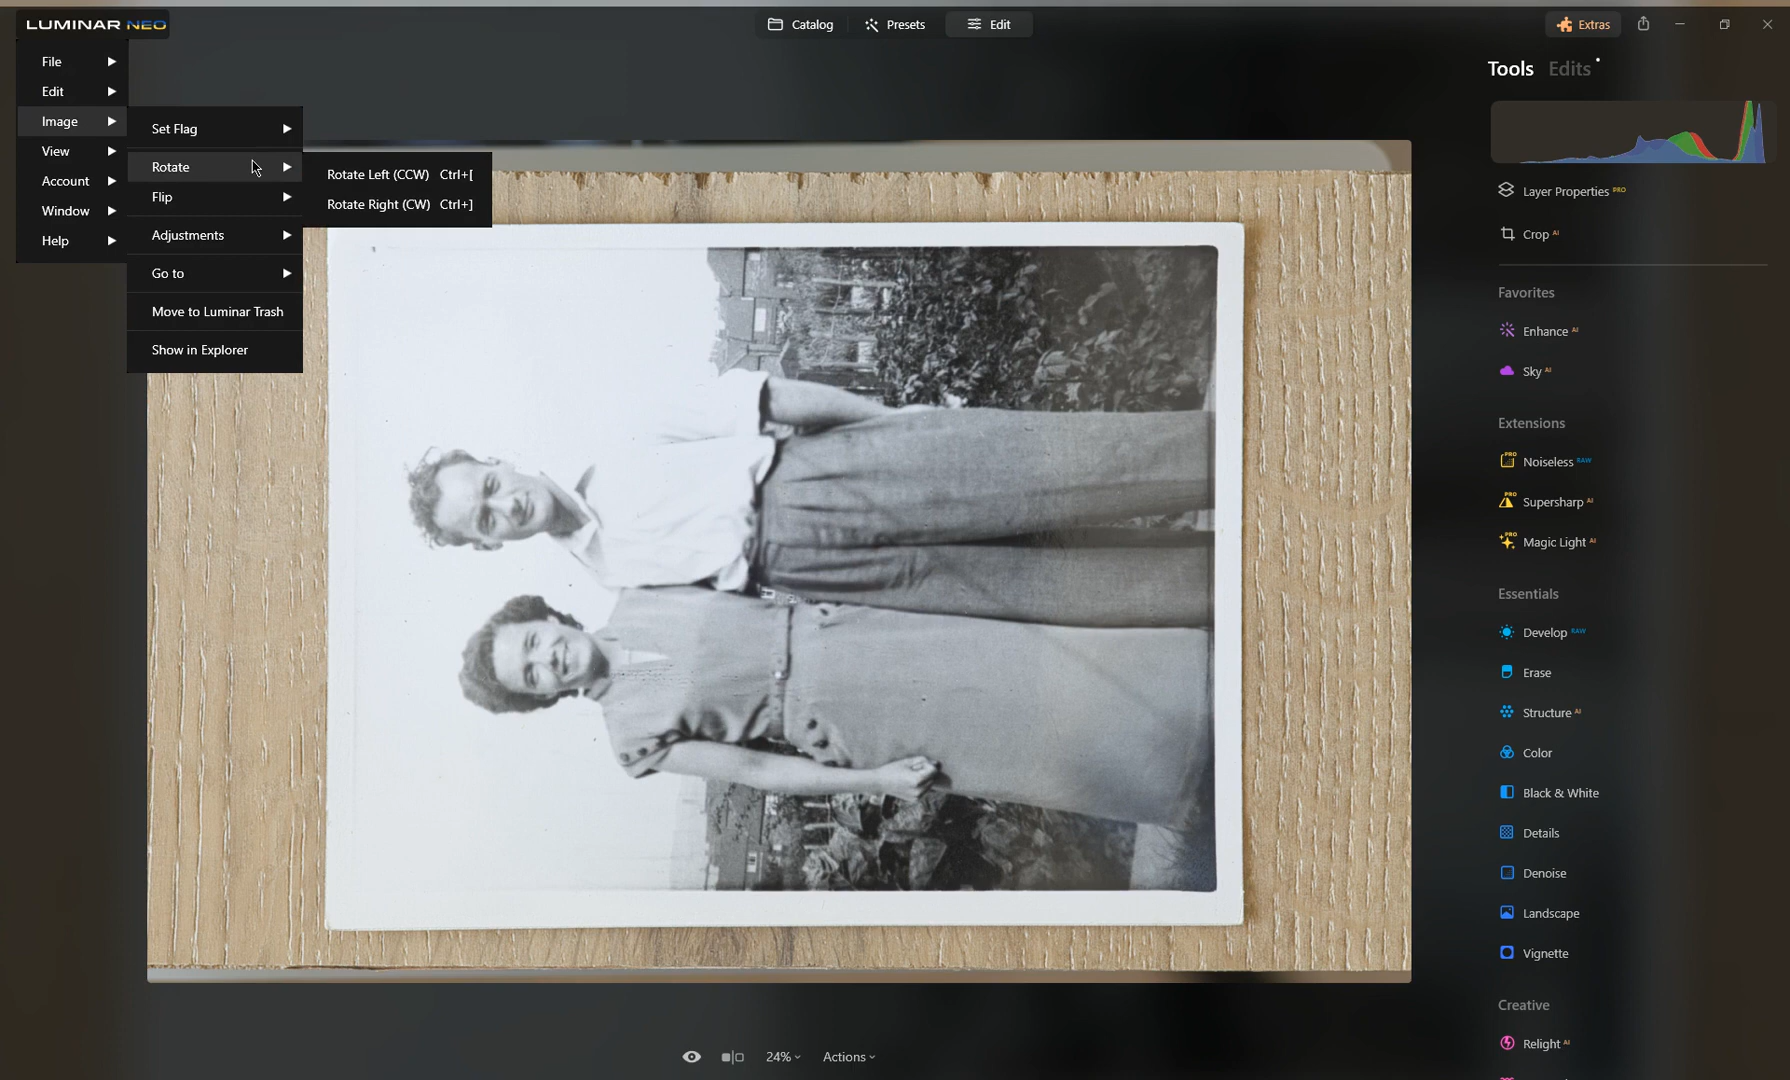 LUMINAR NEO
Catalog
Presets
Edit
Extras
File
Edit
Image
View
Account
Window
Help
Set Flag
Rotate
Flip
Adjustments
Go to
Move to Luminar Trash
Show in Explorer
Rotate Left (CCW) Ctrl+[
Rotate Right (CW) Ctrl+]
Tools Edits
Layer Properties PRO
Crop AI
Favorites
Enhance AI
Sky AI
Extensions
PRO Noiseless RAW
PRO Supersharp AI
PRO Magic Light AI
Essentials
Develop RAW
Erase
Structure AI
Color
Black & White
Details
Denoise
Landscape
Vignette
Creative
Relight AI
24%
Actions